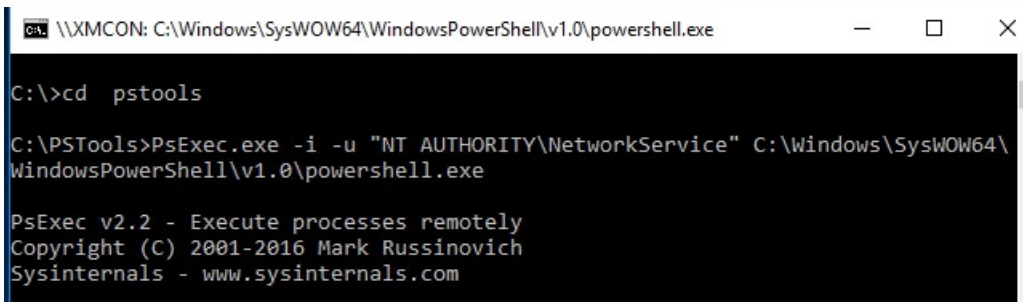 \\XMCON: C:\Windows\SysWOW64\WindowsPowerShell\v1.0\powershell.exe
C:\>cd  pstools
C:\PSTools>PsExec.exe -i -u "NT AUTHORITY\NetworkService" C:\Windows\SysWOW64\
WindowsPowerShell\v1.0\powershell.exe
PsExec v2.2 - Execute processes remotely
Copyright (C) 2001-2016 Mark Russinovich
Sysinternals - www.sysinternals.com